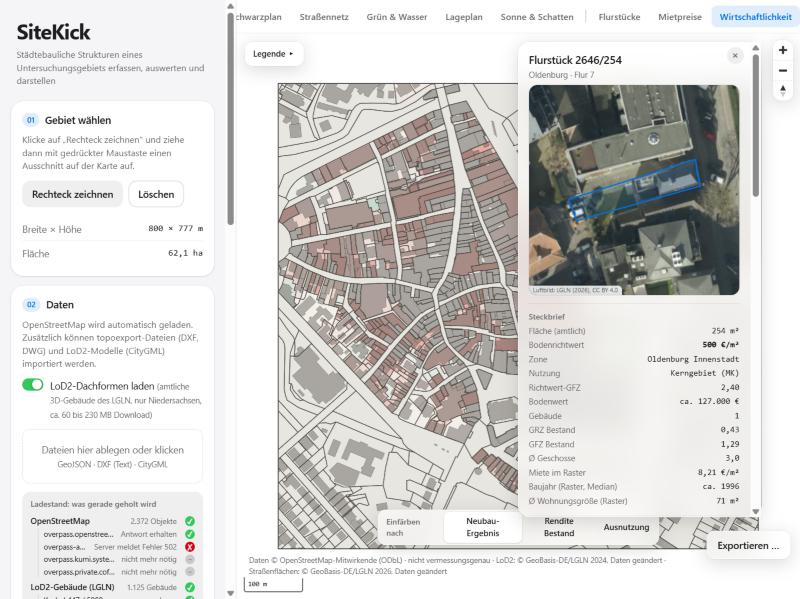 SiteKick
Städtebauliche Strukturen eines
Untersuchungsgebiets erfassen, auswerten und
darstellen
01 Gebiet wählen
Klicke auf „Rechteck zeichnen" und ziehe
dann mit gedrückter Maustaste einen
Ausschnitt auf der Karte auf.
Rechteck zeichnen Löschen
Breite × Höhe 800 × 777 m
Fläche 62,1 ha
02 Daten
OpenStreetMap wird automatisch geladen.
Zusätzlich können topoexport-Dateien (DXF,
DWG) und LoD2-Modelle (CityGML)
importiert werden.
LoD2-Dachformen laden (amtliche
3D-Gebäude des LGLN, nur Niedersachsen,
ca. 60 bis 230 MB Download)
Dateien hier ablegen oder klicken
GeoJSON · DXF (Text) · CityGML
Ladestand: was gerade geholt wird
OpenStreetMap 2.372 Objekte
overpass.openstree... Antwort erhalten
overpass-a... Server meldet Fehler 502
overpass.kumi.syste... nicht mehr nötig
overpass.private.cof... nicht mehr nötig
LoD2-Gebäude (LGLN) 1.125 Gebäude
chwarzplan Straßennetz Grün & Wasser Lageplan Sonne & Schatten Flurstücke Mietpreise Wirtschaftlichkeit
Legende ▸
Flurstück 2646/254 ×
Oldenburg · Flur 7
Luftbild: LGLN (2026), CC BY 4.0
Steckbrief
Fläche (amtlich) 254 m²
Bodenrichtwert 500 €/m²
Zone Oldenburg Innenstadt
Nutzung Kerngebiet (MK)
Richtwert-GFZ 2,40
Bodenwert ca. 127.000 €
Gebäude 1
GRZ Bestand 0,43
GFZ Bestand 1,29
Ø Geschosse 3,0
Miete im Raster 8,21 €/m²
Baujahr (Raster, Median) ca. 1996
Ø Wohnungsgröße (Raster) 71 m²
Einfärben
nach
Neubau-
Ergebnis
Rendite
Bestand
Ausnutzung
Exportieren ...
Daten © OpenStreetMap-Mitwirkende (ODbL) · nicht vermessungsgenau · LoD2: © GeoBasis-DE/LGLN 2024, Daten geändert ·
Straßenflächen: © GeoBasis-DE/LGLN 2026, Daten geändert
100 m